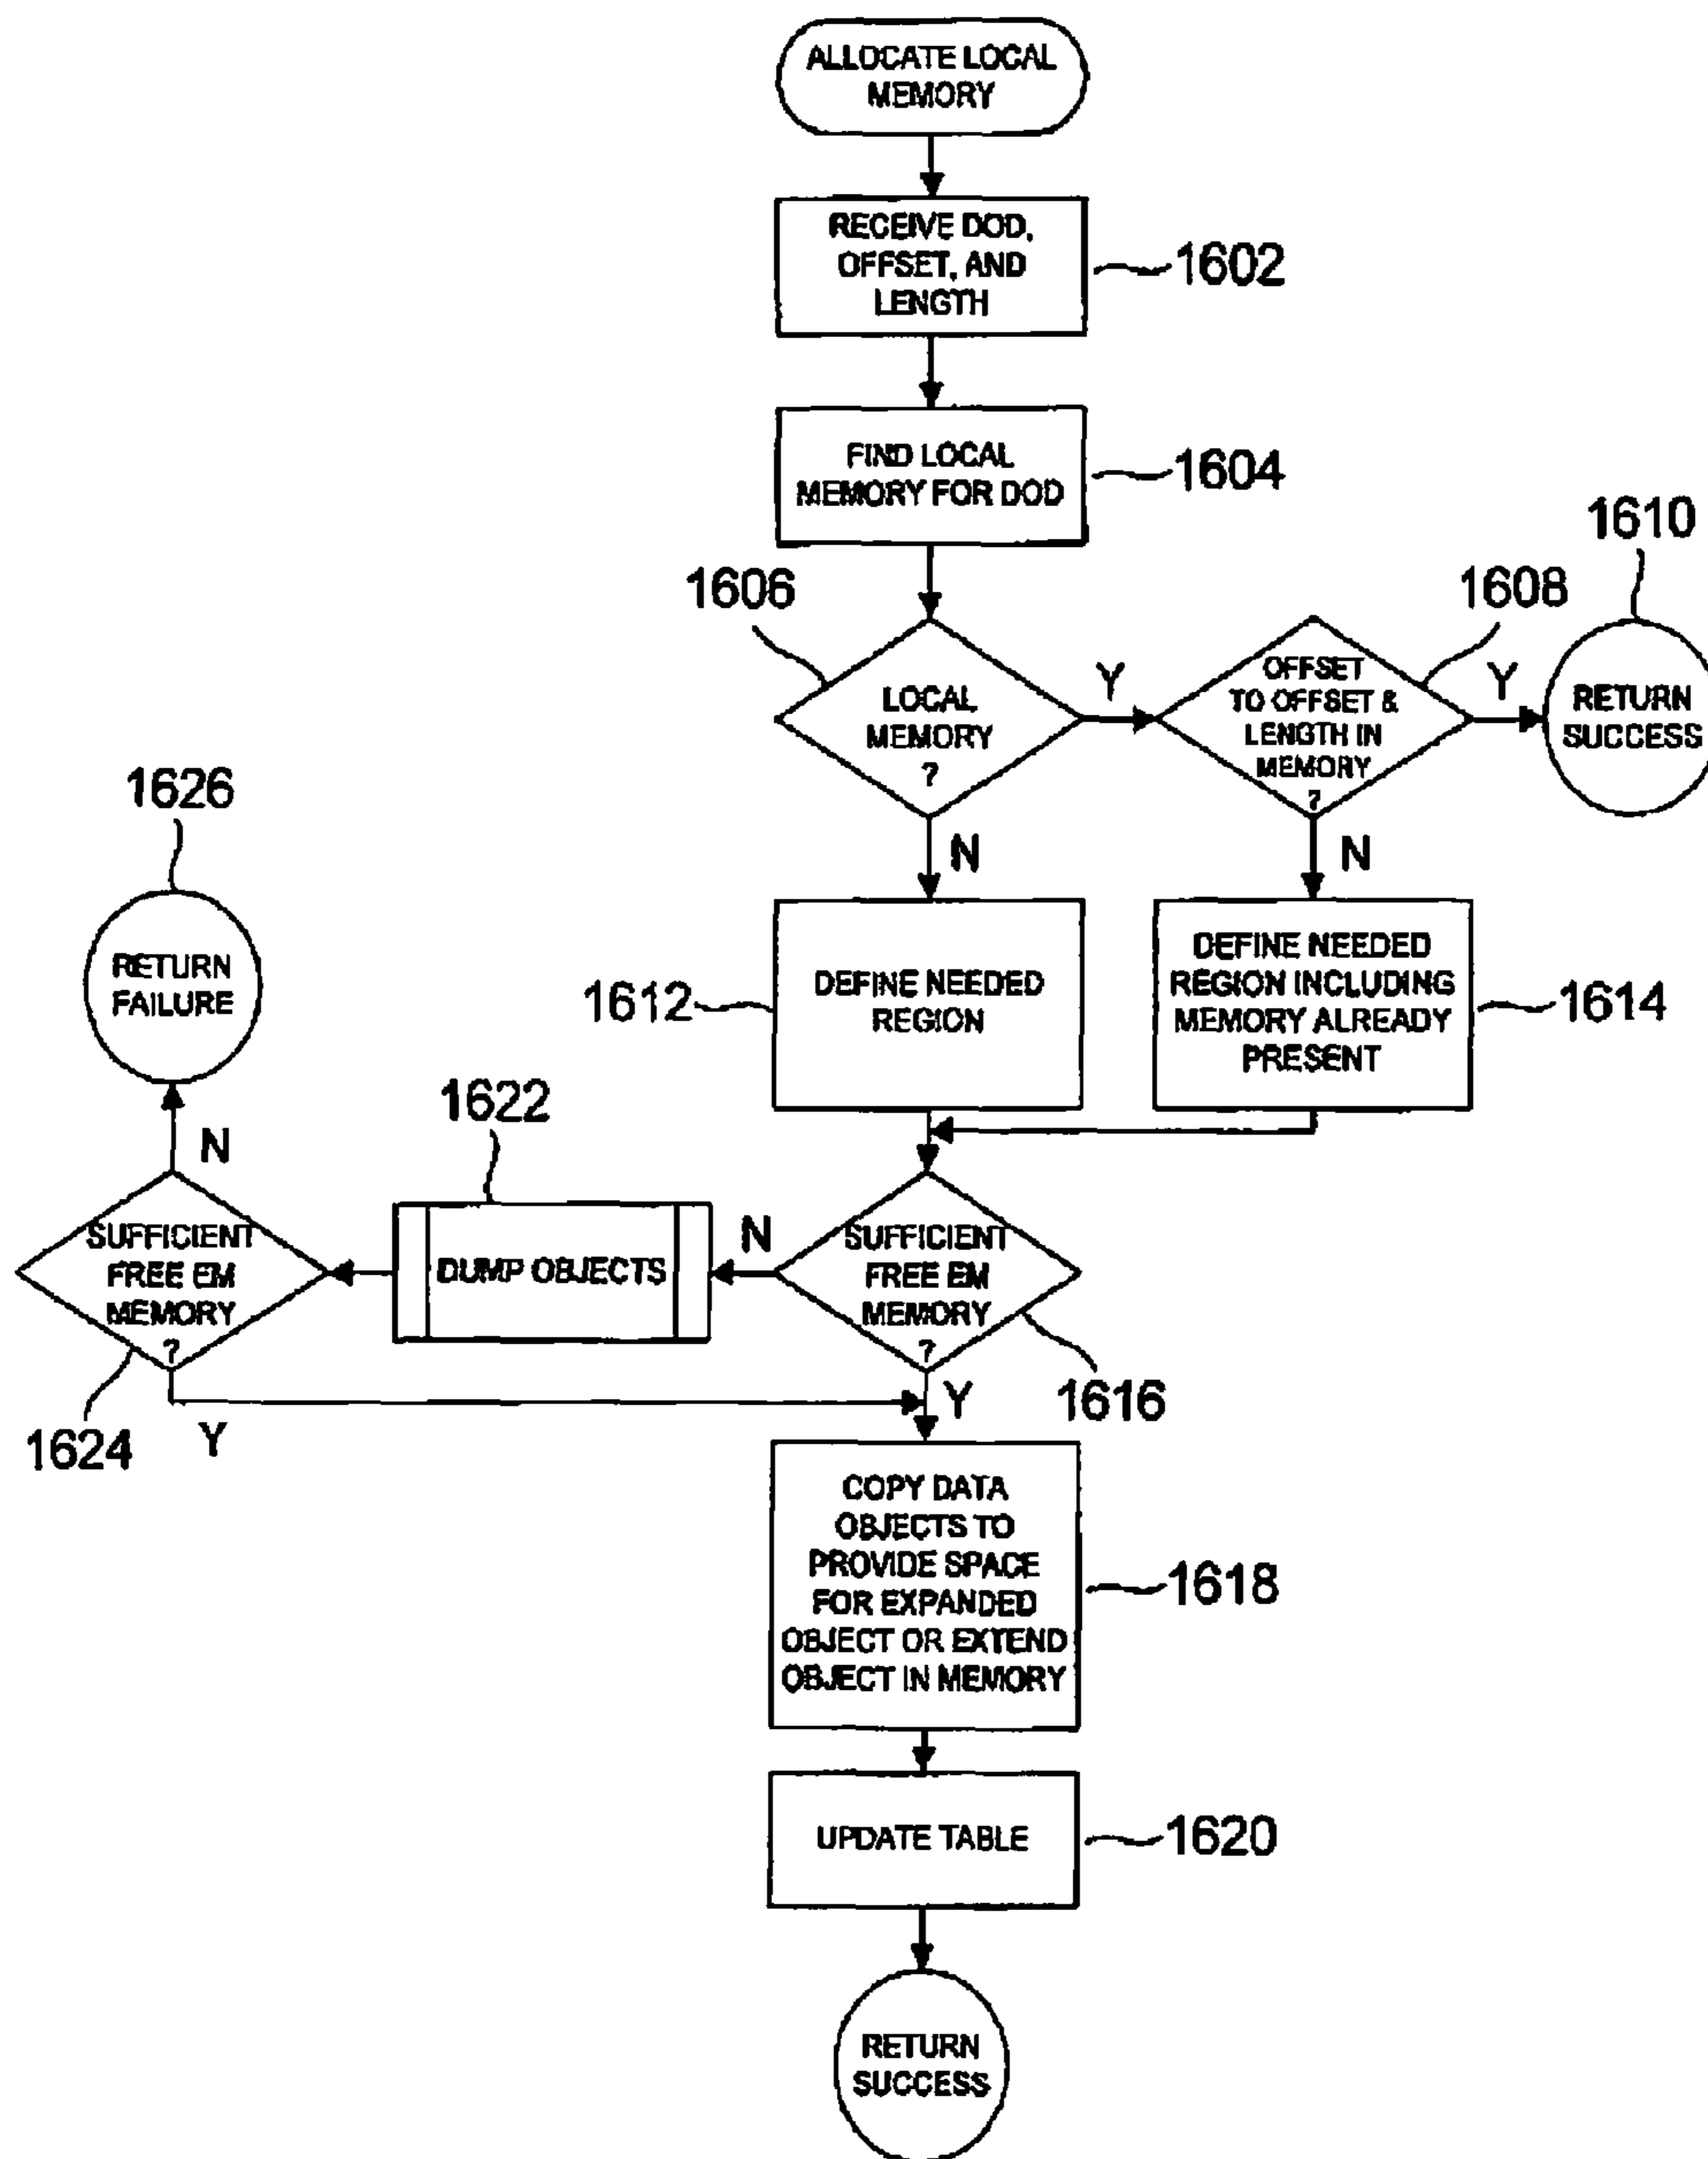 ALLOCATE LOCAL
MEMORY
RECEIVE DOD,
OFFSET, AND
LENGTH
1602
FIND LOCAL
MEMORY FOR DOD
1604
1606
LOCAL
MEMORY
?
Y
1608
OFFSET
TO OFFSET &
LENGTH IN
MEMORY
?
Y
1610
RETURN
SUCCESS
N
N
1612
DEFINE NEEDED
REGION
DEFINE NEEDED
REGION INCLUDING
MEMORY ALREADY
PRESENT
1614
SUFFICIENT
FREE EM
MEMORY
?
1616
N
1622
DUMP OBJECTS
SUFFICIENT
FREE EM
MEMORY
?
1624
N
1626
RETURN
FAILURE
Y
Y
COPY DATA
OBJECTS TO
PROVIDE SPACE
FOR EXPANDED
OBJECT OR EXTEND
OBJECT IN MEMORY
1618
UPDATE TABLE
1620
RETURN
SUCCESS